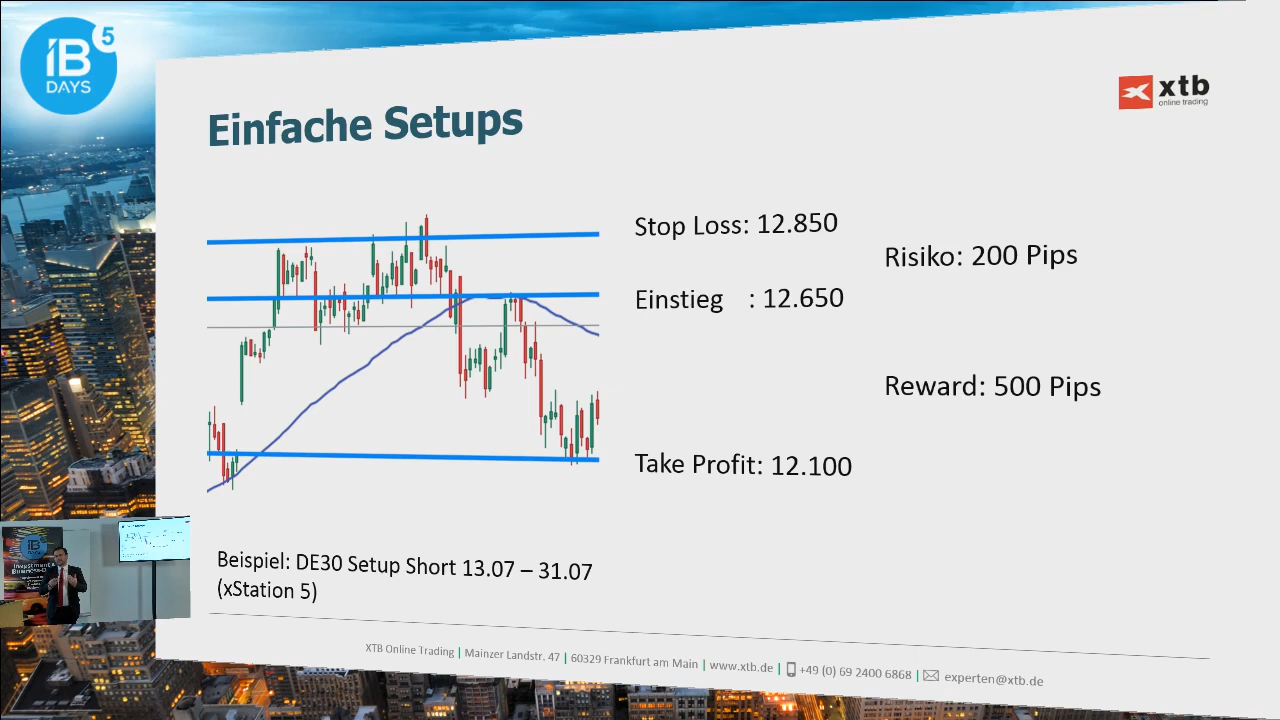 5
IB
DAYS
xtb
online trading
Einfache Setups
Stop Loss: 12.850
Risiko: 200 Pips
Einstieg : 12.650
Reward: 500 Pips
Take Profit: 12.100
Beispiel: DE30 Setup Short 13.07 – 31.07
(xStation 5)
IB
DAYS
XTB Online Trading | Mainzer Landstr. 47 | 60329 Frankfurt am Main | www.xtb.de | +49 (0) 69 2400 6868 | experten@xtb.de